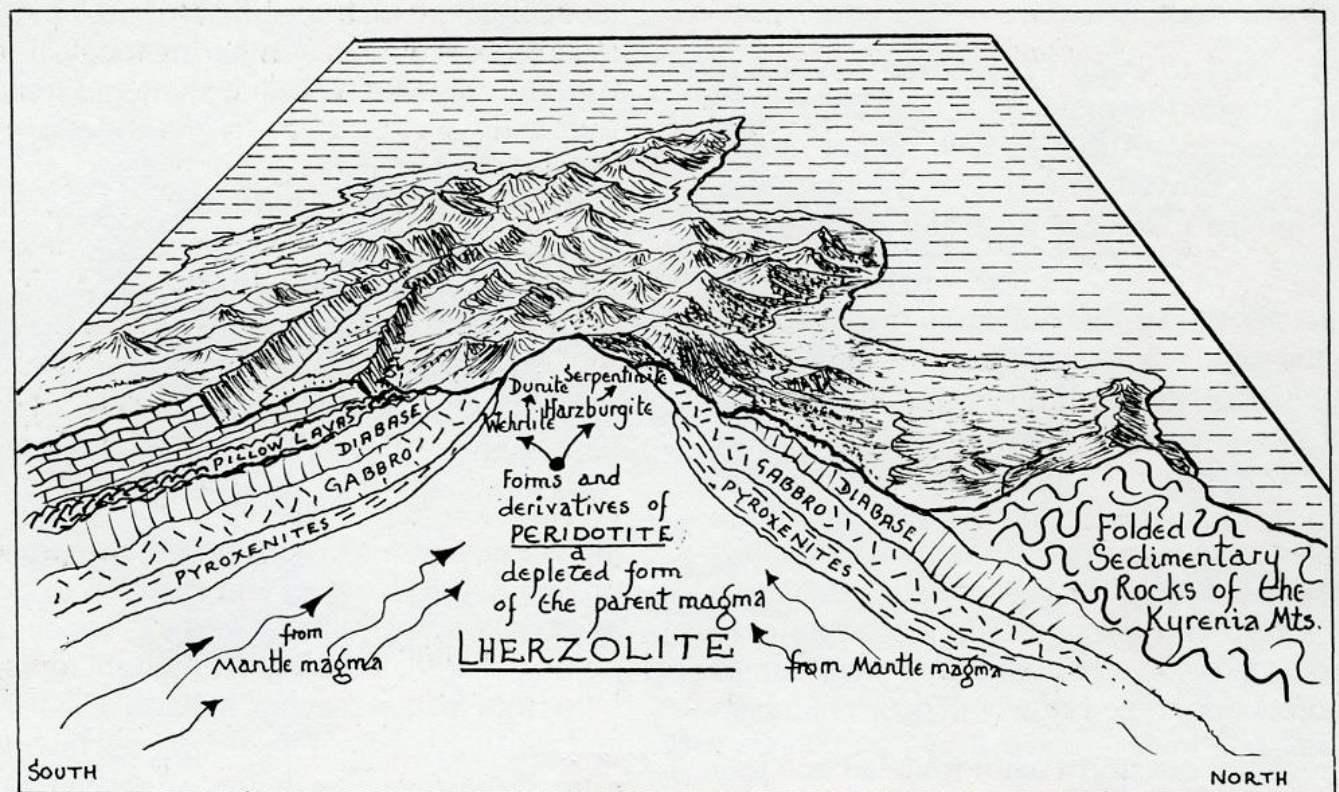 Dunite
Serpentinite
Wehrlite
Harzburgite
PILLOW LAVAS
DIABASE
GABBRO
PYROXENITES
Forms and
derivatives of
PERIDOTITE
a
depleted form
of the parent magma
LHERZOLITE
from
Mantle magma
from Mantle magma
GABBRO
DIABASE
PYROXENITES
Folded
Sedimentary
Rocks of the
Kyrenia Mts.
SOUTH
NORTH